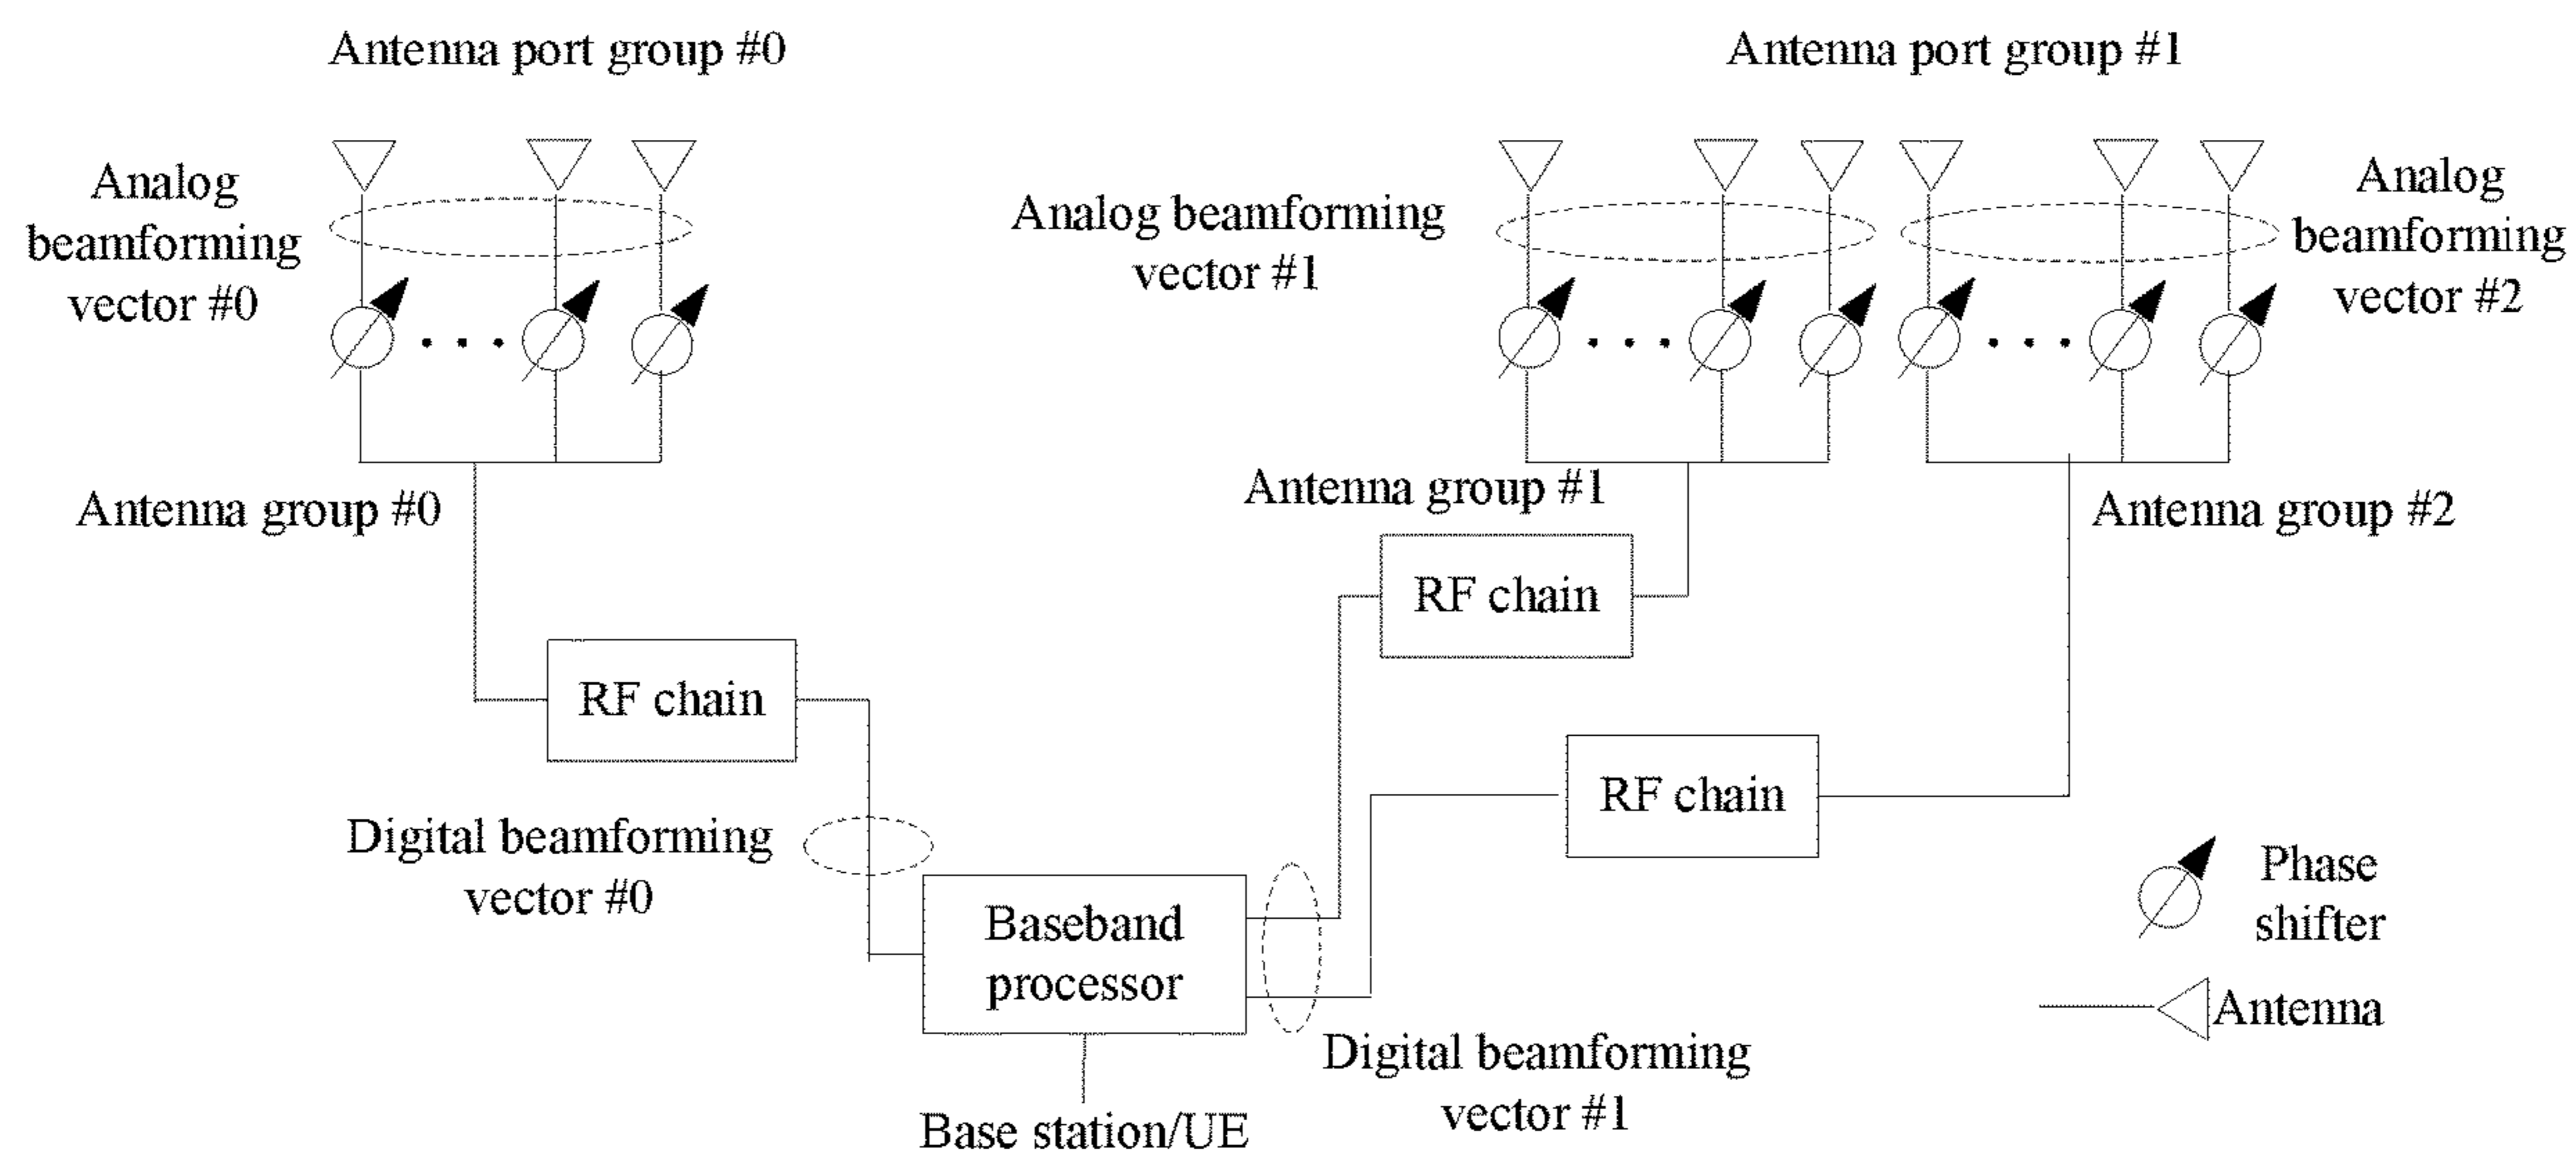 Antenna port group #0
Antenna port group #1
Analog
beamforming
vector #0
Analog beamforming
vector #1
Analog
beamforming
vector #2
Antenna group #0
Antenna group #1
Antenna group #2
RF chain
RF chain
RF chain
Digital beamforming
vector #0
Baseband
processor
Digital beamforming
vector #1
Base station/UE
Phase
shifter
Antenna